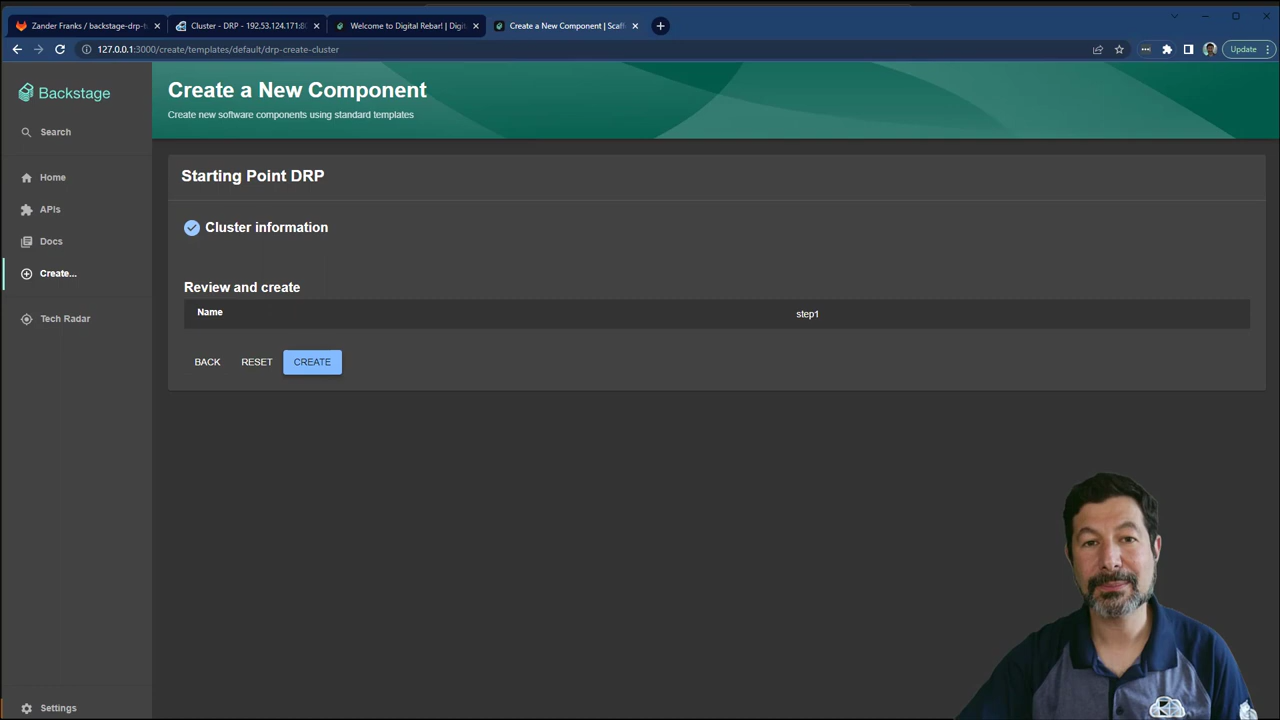 Zander Franks / backstage-drp-t
Cluster - DRP - 192.53.124.171:80
Welcome to Digital Rebar! | Digit
Create a New Component | Scaff
127.0.0.1:3000/create/templates/default/drp-create-cluster
Update
Backstage
Search
Home
APIs
Docs
Create...
Tech Radar
Settings
Create a New Component
Create new software components using standard templates
Starting Point DRP
Cluster information
Review and create
Name step1
BACK RESET CREATE